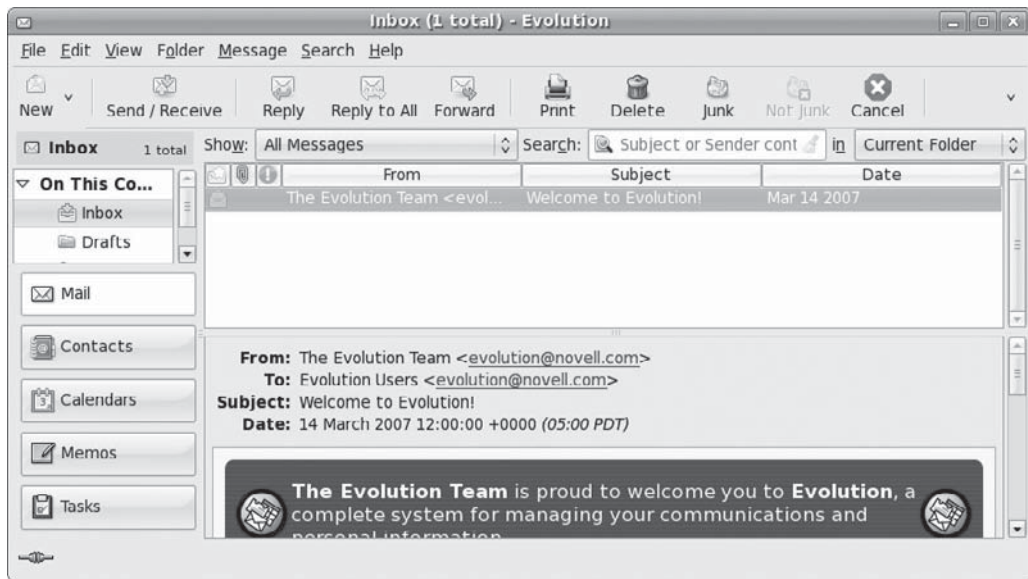 Inbox (1 total) - Evolution
File Edit View Folder Message Search Help
New Send / Receive Reply Reply to All Forward Print Delete Junk Not Junk Cancel
Inbox 1 total Show: All Messages Search: Subject or Sender cont in Current Folder
On This Co...
Inbox
Drafts
From Subject Date
The Evolution Team <evol... Welcome to Evolution! Mar 14 2007
Mail
Contacts
Calendars
Memos
Tasks
From: The Evolution Team <evolution@novell.com>
To: Evolution Users <evolution@novell.com>
Subject: Welcome to Evolution!
Date: 14 March 2007 12:00:00 +0000 (05:00 PDT)
The Evolution Team is proud to welcome you to Evolution, a
complete system for managing your communications and
personal information